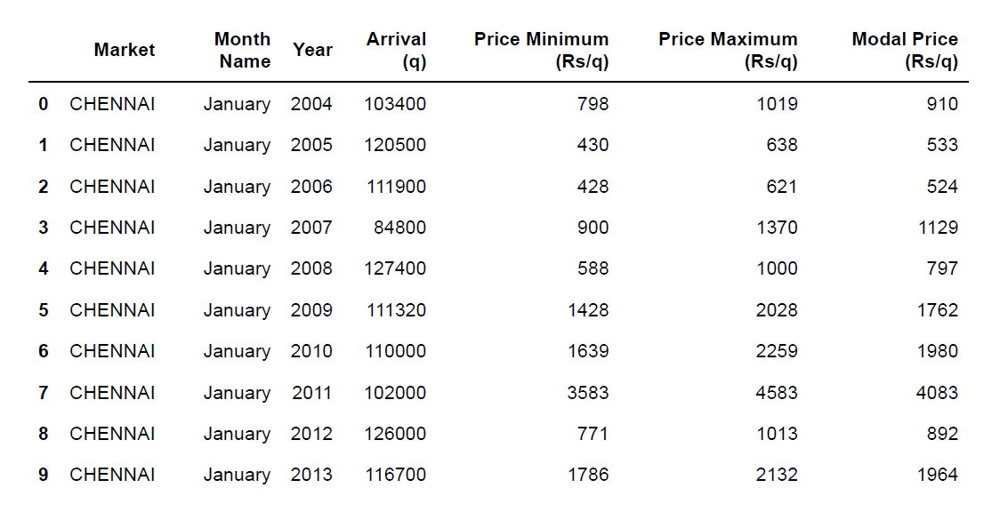 Market Month Name Year Arrival (q) Price Minimum (Rs/q) Price Maximum (Rs/q) Modal Price (Rs/q)
0 CHENNAI January 2004 103400 798 1019 910
1 CHENNAI January 2005 120500 430 638 533
2 CHENNAI January 2006 111900 428 621 524
3 CHENNAI January 2007 84800 900 1370 1129
4 CHENNAI January 2008 127400 588 1000 797
5 CHENNAI January 2009 111320 1428 2028 1762
6 CHENNAI January 2010 110000 1639 2259 1980
7 CHENNAI January 2011 102000 3583 4583 4083
8 CHENNAI January 2012 126000 771 1013 892
9 CHENNAI January 2013 116700 1786 2132 1964